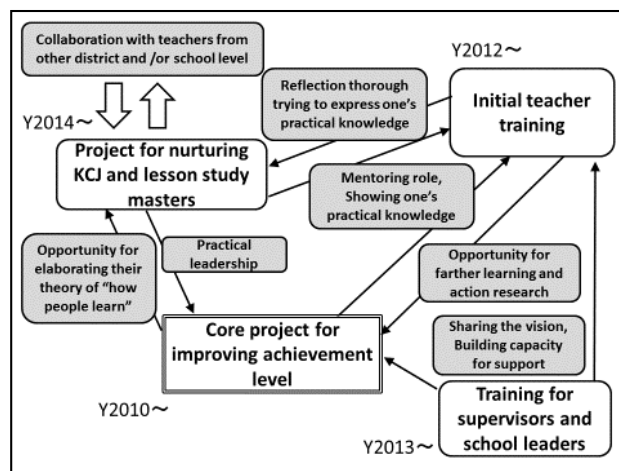 Collaboration with teachers from
other district and /or school level
Y2012～
Reflection thorough
trying to express one's
practical knowledge
Initial teacher
training
Y2014～
Project for nurturing
KCJ and lesson study
masters
Mentoring role,
Showing one's
practical knowledge
Opportunity for
elaborating their
theory of "how
people learn"
Practical
leadership
Opportunity for
farther learning and
action research
Core project for
improving achievement
level
Sharing the vision,
Building capacity
for support
Y2010～
Training for
supervisors and
school leaders
Y2013～